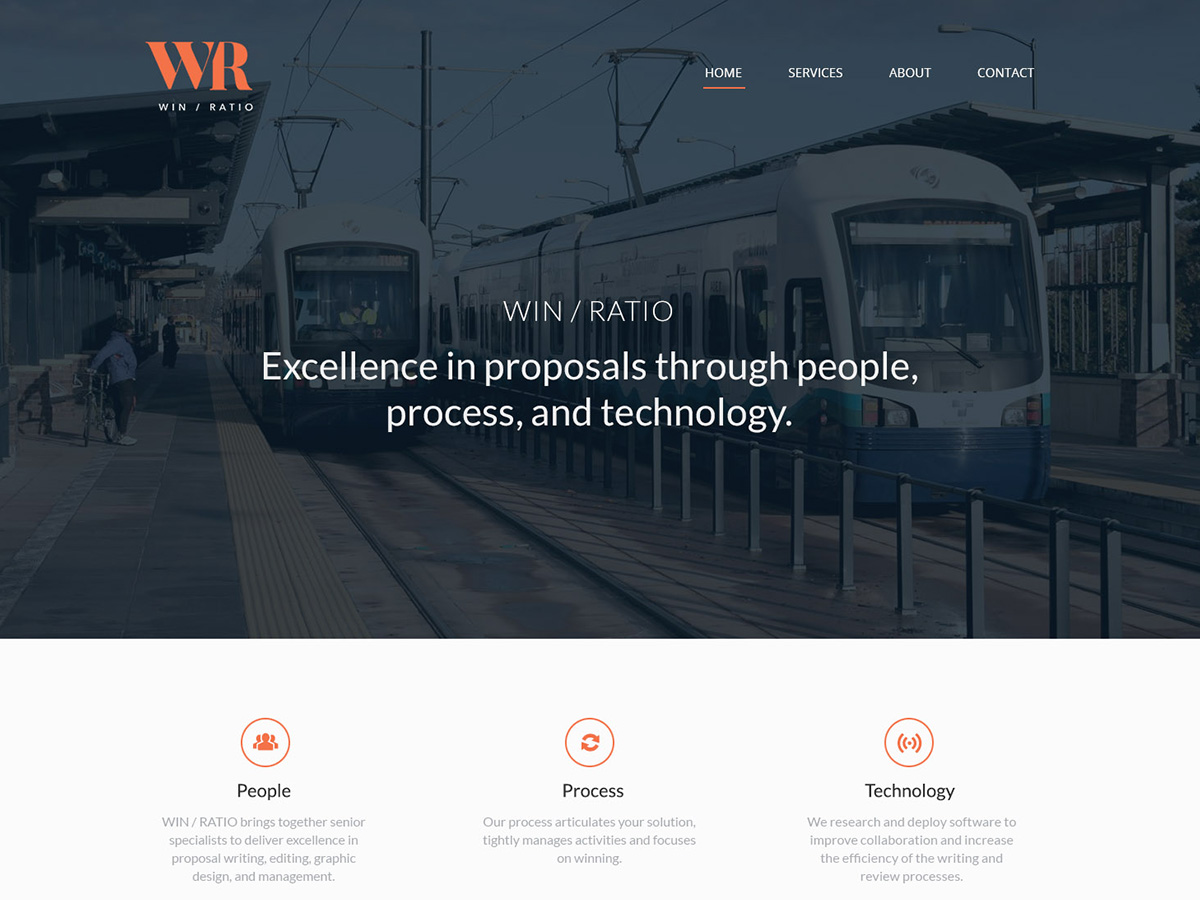 WR
WIN / RATIO
HOME SERVICES ABOUT CONTACT
WIN / RATIO
Excellence in proposals through people,
process, and technology.
People
WIN / RATIO brings together senior
specialists to deliver excellence in
proposal writing, editing, graphic
design, and management.
Process
Our process articulates your solution,
tightly manages activities and focuses
on winning.
Technology
We research and deploy software to
improve collaboration and increase
the efficiency of the writing and
review processes.